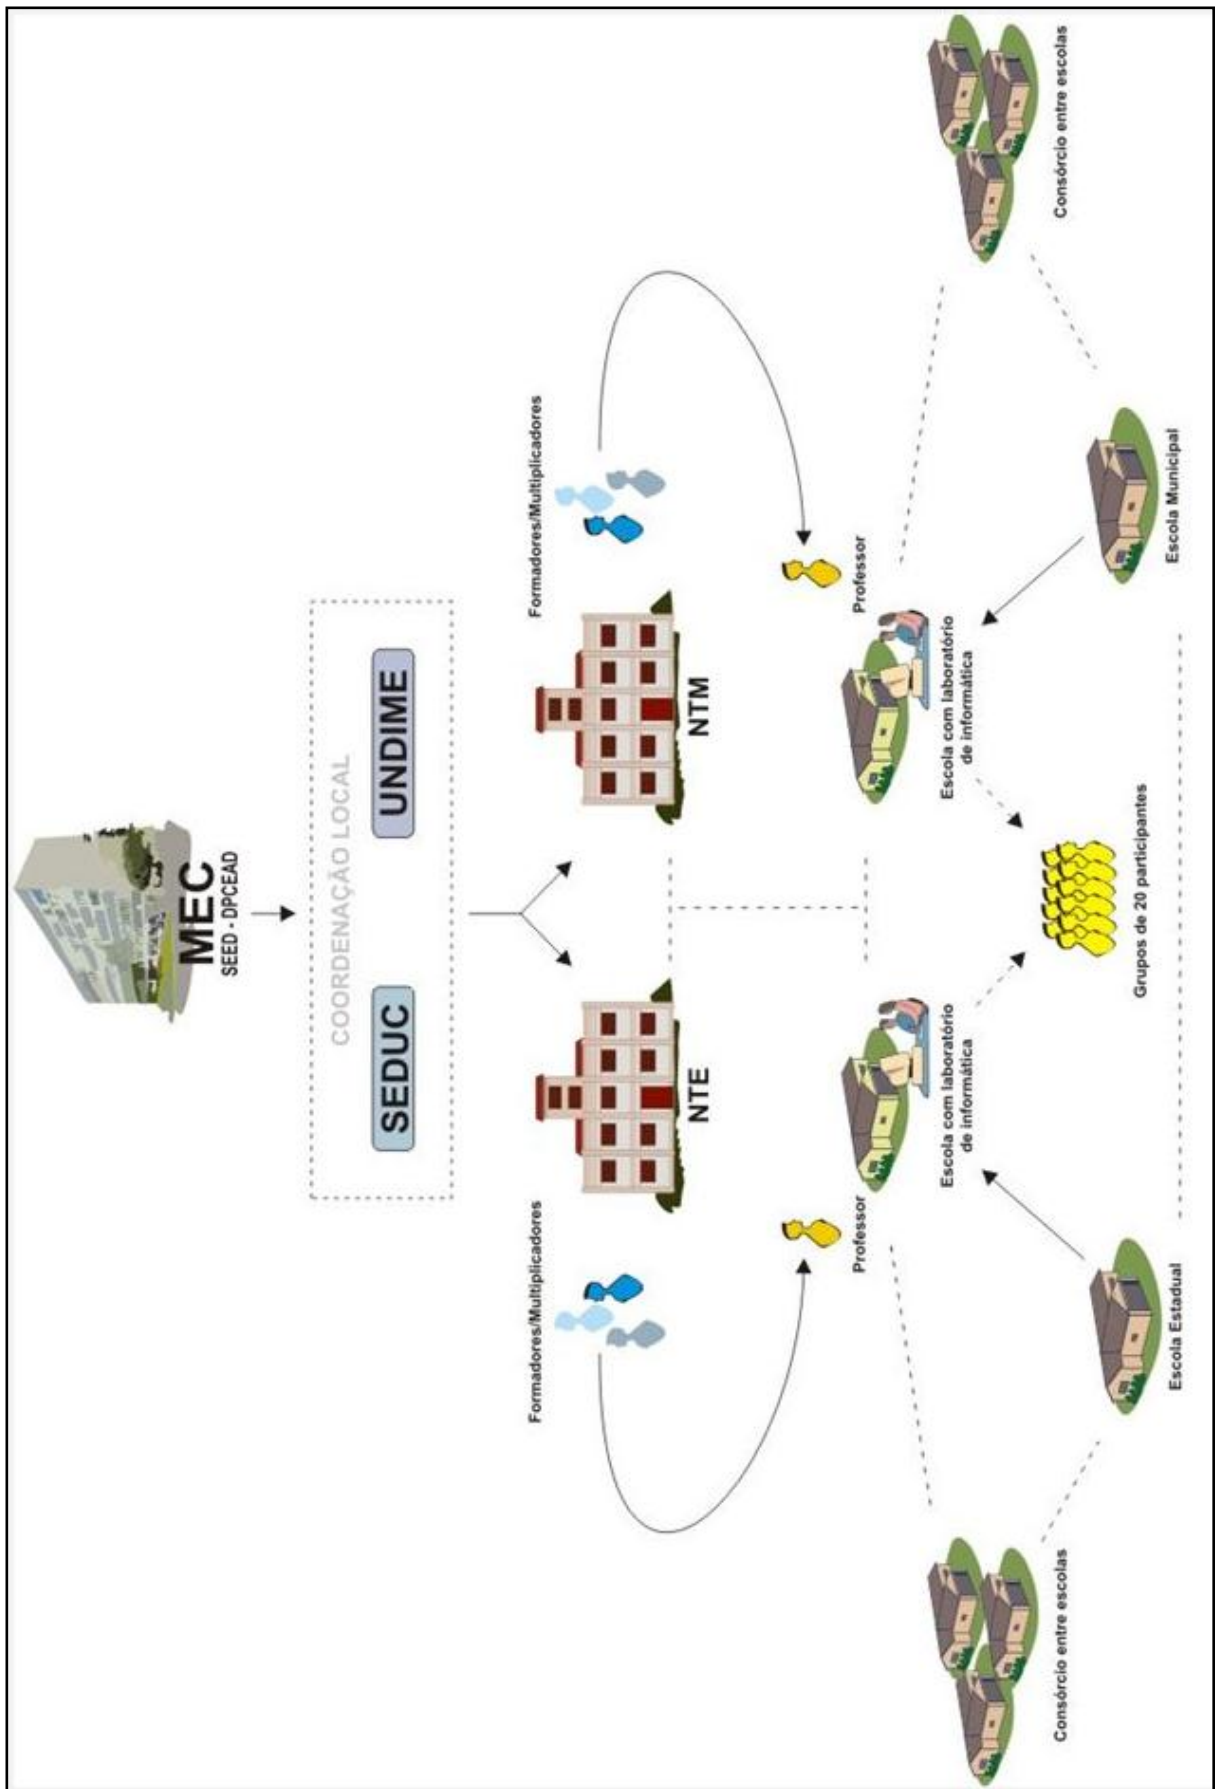 MEC
SEED - DPCEAD
COORDENAÇÃO LOCAL
SEDUC
UNDIME
Formadores/Multiplicadores
Formadores/Multiplicadores
NTE
NTM
Professor
Professor
Escola com laboratório
de informática
Escola com laboratório
de informática
Consórcio entre escolas
Consórcio entre escolas
Grupos de 20 participantes
Escola Estadual
Escola Municipal